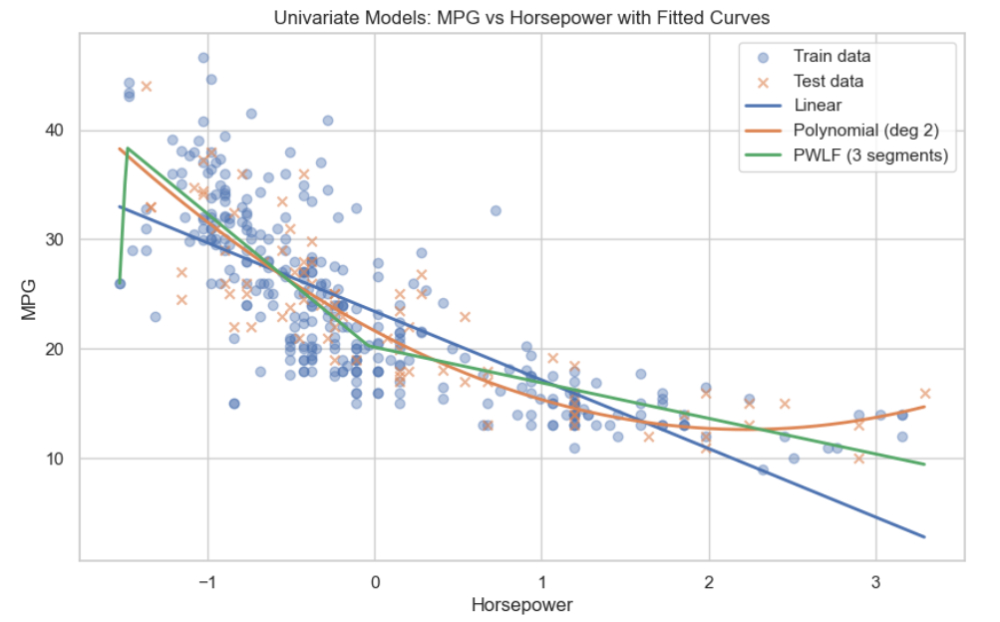 Univariate Models: MPG vs Horsepower with Fitted Curves
Train data
Test data
Linear
Polynomial (deg 2)
PWLF (3 segments)
MPG
40
30
20
10
−1
0
1
2
3
Horsepower